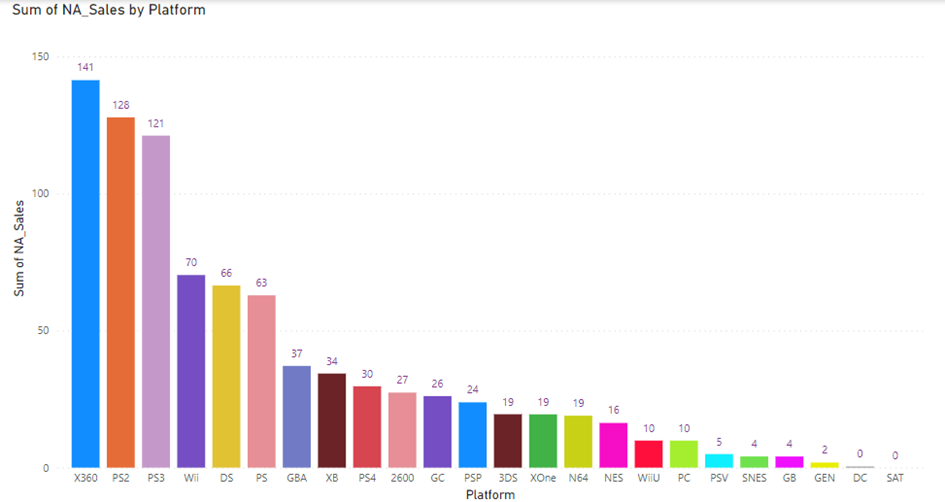 Sum of NA_Sales by Platform
150
100
50
0
Sum of NA_Sales
141 128 121 70 66 63 37 34 30 27 26 24 19 19 19 16 10 10 5 4 4 2 0 0
X360 PS2 PS3 Wii DS PS GBA XB PS4 2600 GC PSP 3DS XOne N64 NES WiiU PC PSV SNES GB GEN DC SAT
Platform